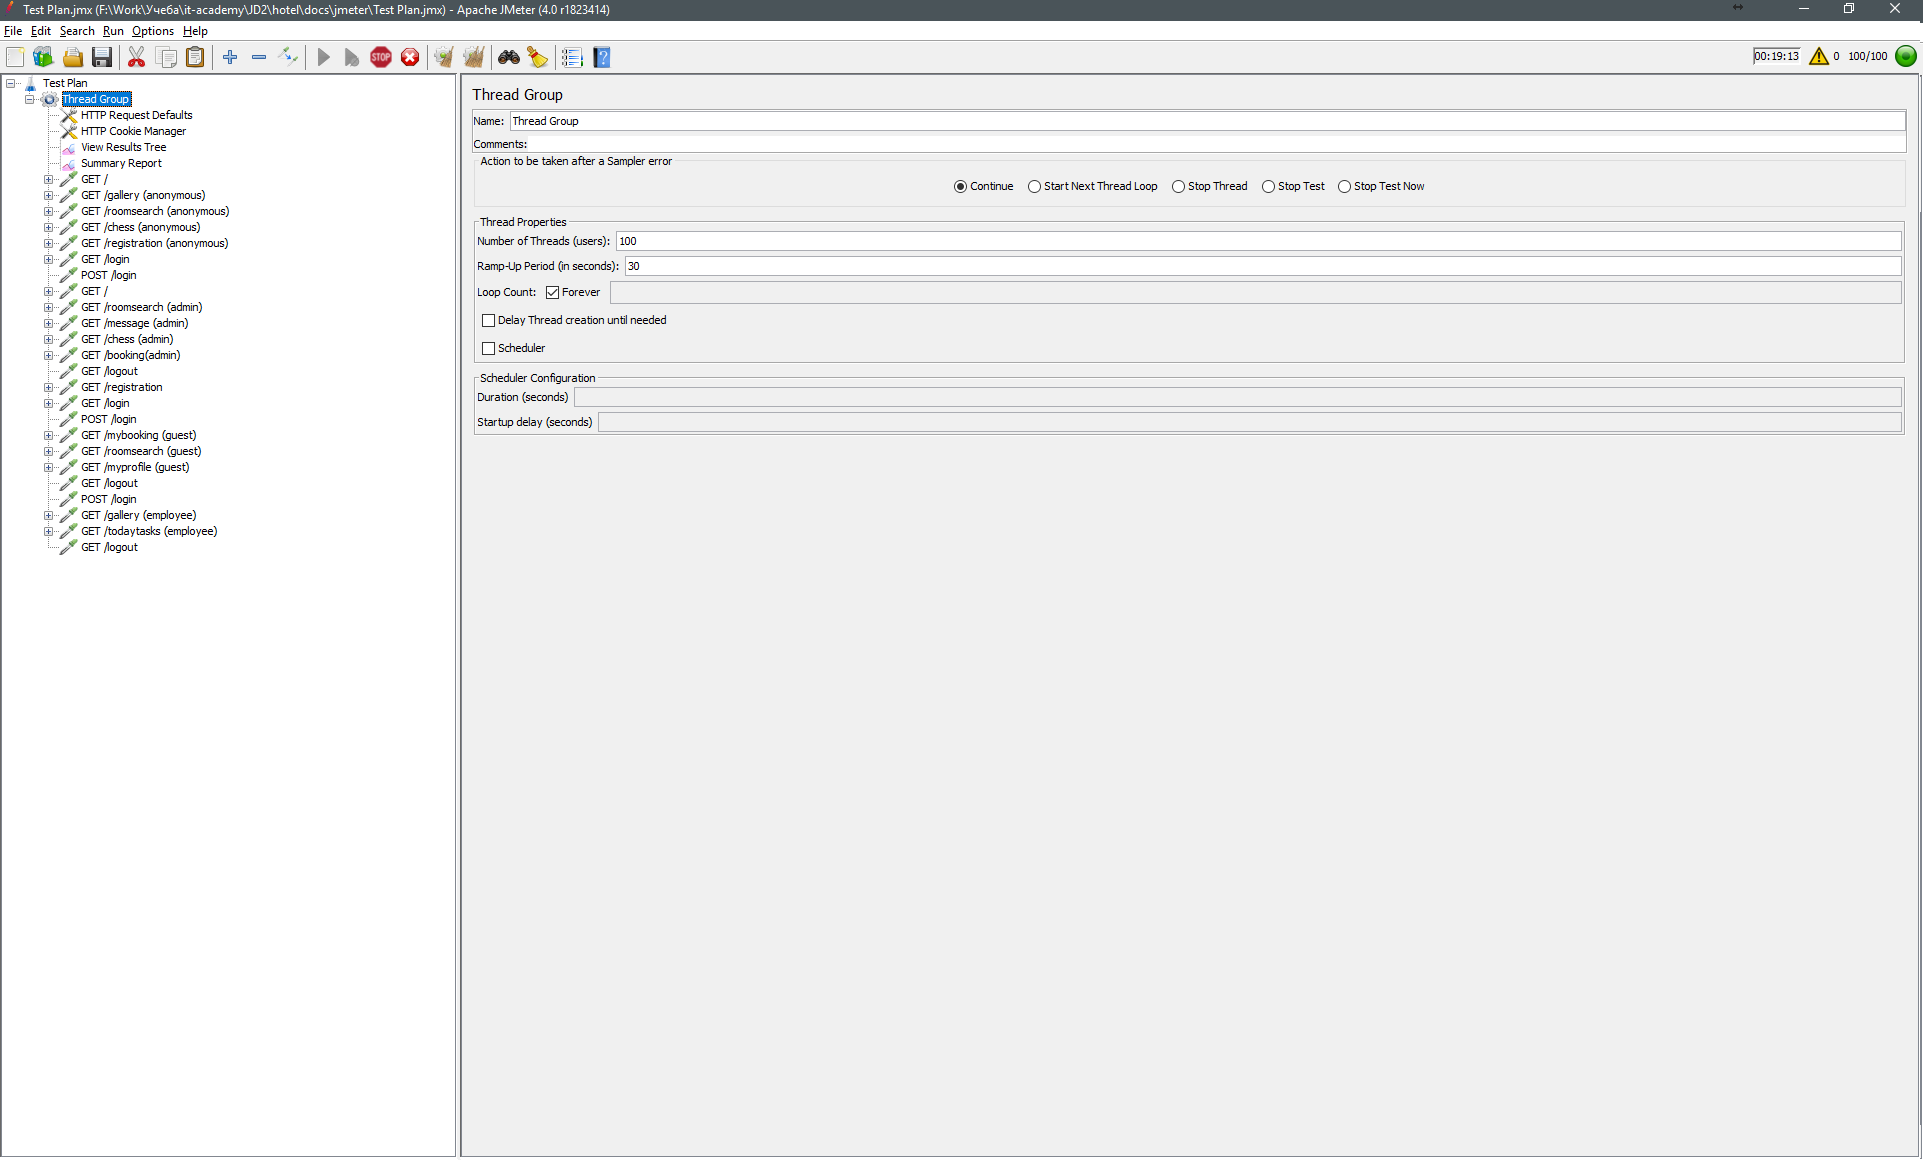 Test Plan.jmx (F:\Work\Учеба\it-academy\JD2\hotel\docs\jmeter\Test Plan.jmx) - Apache JMeter (4.0 r1823414)
File Edit Search Run Options Help
STOP
00:19:13 0 100/100
Test Plan
Thread Group
HTTP Request Defaults
HTTP Cookie Manager
View Results Tree
Summary Report
GET /
GET /gallery (anonymous)
GET /roomsearch (anonymous)
GET /chess (anonymous)
GET /registration (anonymous)
GET /login
POST /login
GET /
GET /roomsearch (admin)
GET /message (admin)
GET /chess (admin)
GET /booking(admin)
GET /logout
GET /registration
GET /login
POST /login
GET /mybooking (guest)
GET /roomsearch (guest)
GET /myprofile (guest)
GET /logout
POST /login
GET /gallery (employee)
GET /todaytasks (employee)
GET /logout
Thread Group
Name: Thread Group
Comments:
Action to be taken after a Sampler error
Continue Start Next Thread Loop Stop Thread Stop Test Stop Test Now
Thread Properties
Number of Threads (users): 100
Ramp-Up Period (in seconds): 30
Loop Count: Forever
Delay Thread creation until needed
Scheduler
Scheduler Configuration
Duration (seconds)
Startup delay (seconds)